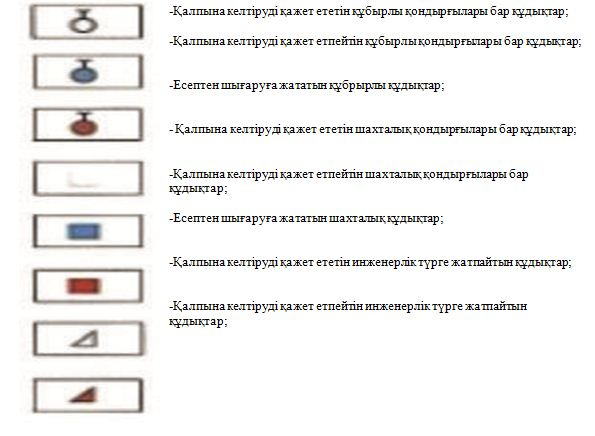 -Қалпына келтіруді қажет ететін құбырлы қондырғылары бар құдықтар;
-Қалпына келтіруді қажет етпейтін құбырлы қондырғылары бар құдықтар;
-Есептен шығаруға жататын құбрырлы құдықтар;
- Қалпына келтіруді қажет ететін шахталық қондырғылары бар құдықтар;
-Қалпына келтіруді қажет етпейтін шахталық қондырғылары бар
құдықтар;
-Есептен шығаруға жататын шахталық құдықтар;
-Қалпына келтіруді қажет ететін инженерлік түрге жатпайтын құдықтар;
-Қалпына келтіруді қажет етпейтін инженерлік түрге жатпайтын
құдықтар;